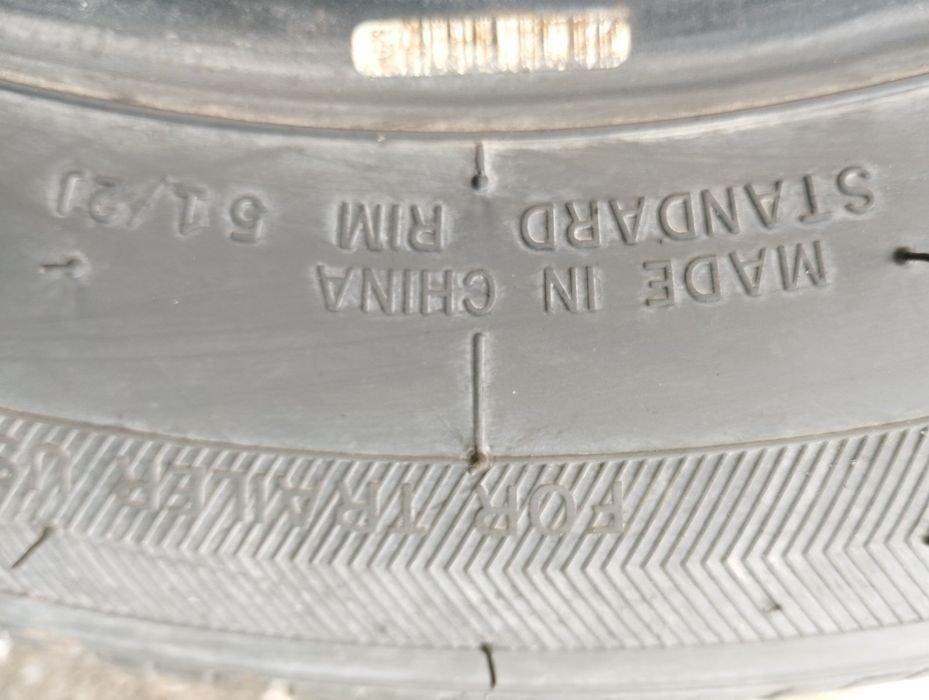 FOR TRAILER
MADE IN CHINA
STANDARD RIM 5 1/2J